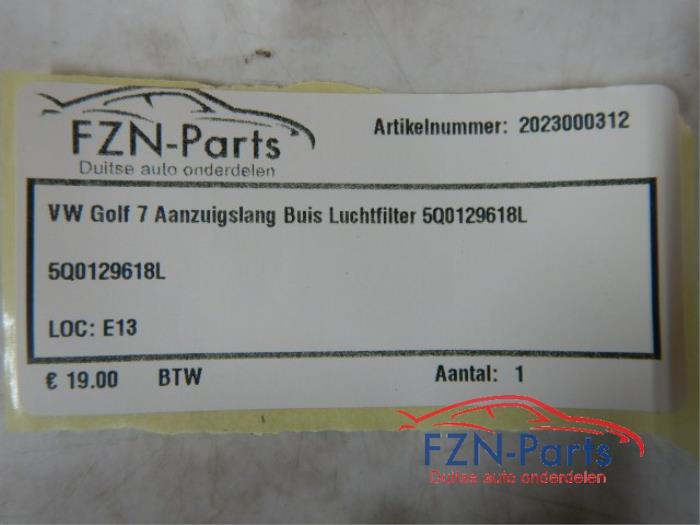 FZN-Parts
Duitse auto onderdelen
Artikelnummer: 2023000312
VW Golf 7 Aanzuigslang Buis Luchtfilter 5Q0129618L
5Q0129618L
LOC: E13
€ 19.00 BTW Aantal: 1
FZN-Parts
Duitse auto onderdelen